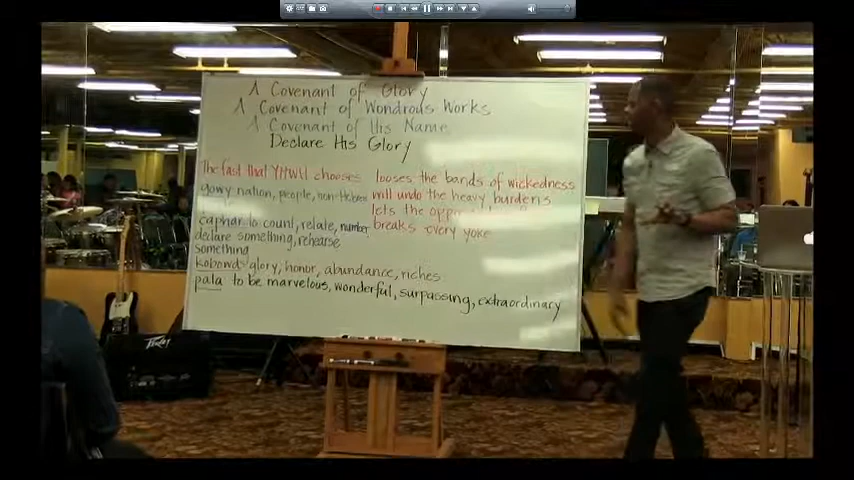 A Covenant of Glory
A Covenant of Wondrous Works
A Covenant of His Name
Declare His Glory
The fast that YHWH chooses
gowy nation, people, non-Hebrew
caphar to count, relate, number
declare something, rehearse
something
kobowd glory, honor, abundance, riches
pala to be marvelous, wonderful, surpassing, extraordinary
looses the bands of wickedness
will undo the heavy burdens
lets the
breaks every yoke
PEAVEY